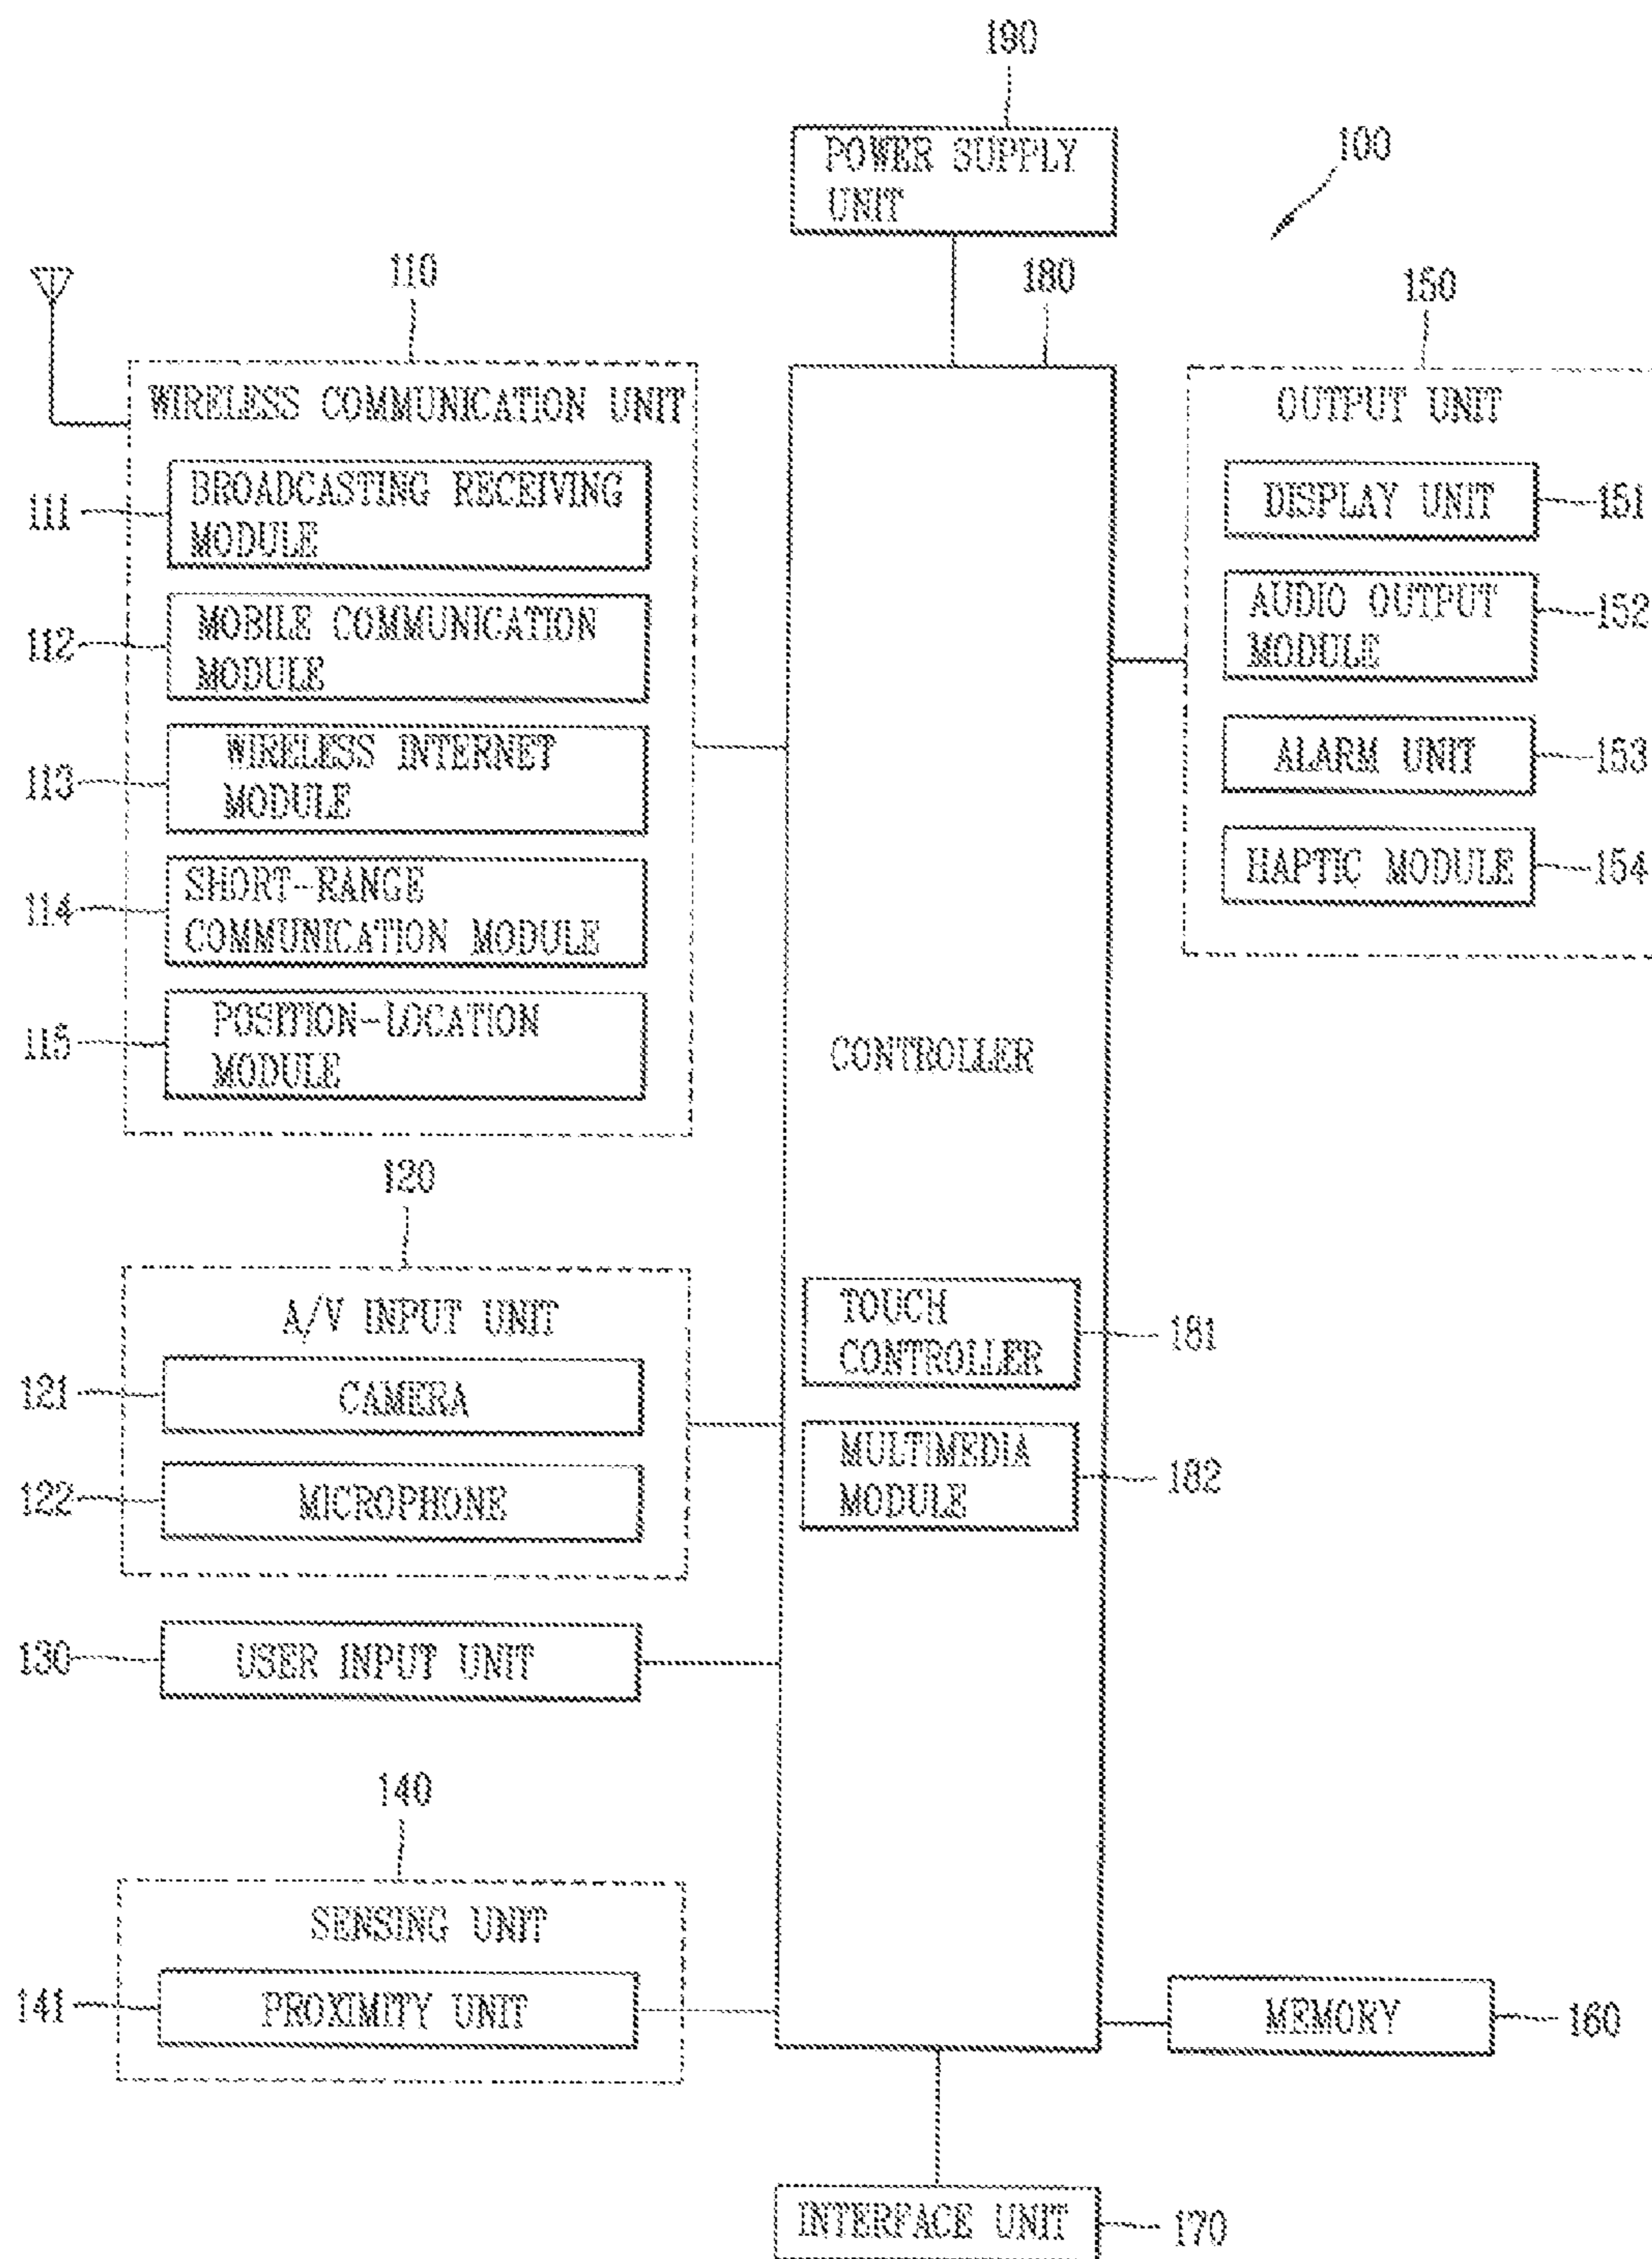 190
POWER SUPPLY
UNIT
100
110
180
150
WIRELESS COMMUNICATION UNIT
111
BROADCASTING RECEIVING
MODULE
112
MOBILE COMMUNICATION
MODULE
113
WIRELESS INTERNET
MODULE
114
SHORT-RANGE
COMMUNICATION MODULE
115
POSITION-LOCATION
MODULE
OUTPUT UNIT
DISPLAY UNIT
151
AUDIO OUTPUT
MODULE
152
ALARM UNIT
153
HAPTIC MODULE
154
CONTROLLER
120
A/V INPUT UNIT
121
CAMERA
122
MICROPHONE
TOUCH
CONTROLLER
181
MULTIMEDIA
MODULE
182
130
USER INPUT UNIT
140
SENSING UNIT
141
PROXIMITY UNIT
MEMORY
160
INTERFACE UNIT
170